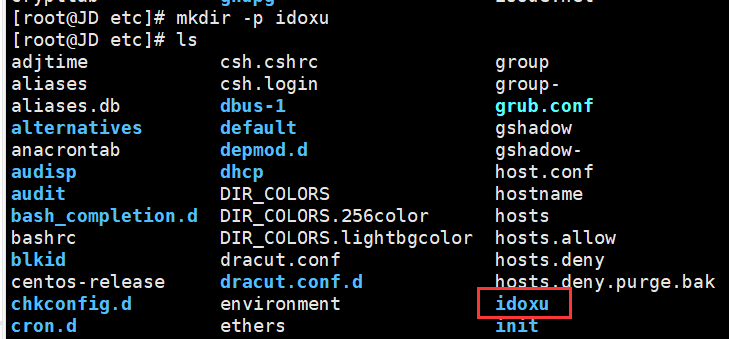 [root@JD etc]# mkdir -p idoxu
[root@JD etc]# ls
adjtime csh.cshrc group
aliases csh.login group-
aliases.db dbus-1 grub.conf
alternatives default gshadow
anacrontab depmod.d gshadow-
audisp dhcp host.conf
audit DIR_COLORS hostname
bash_completion.d DIR_COLORS.256color hosts
bashrc DIR_COLORS.lightbgcolor hosts.allow
blkid dracut.conf hosts.deny
centos-release dracut.conf.d hosts.deny.purge.bak
chkconfig.d environment idoxu
cron.d ethers init